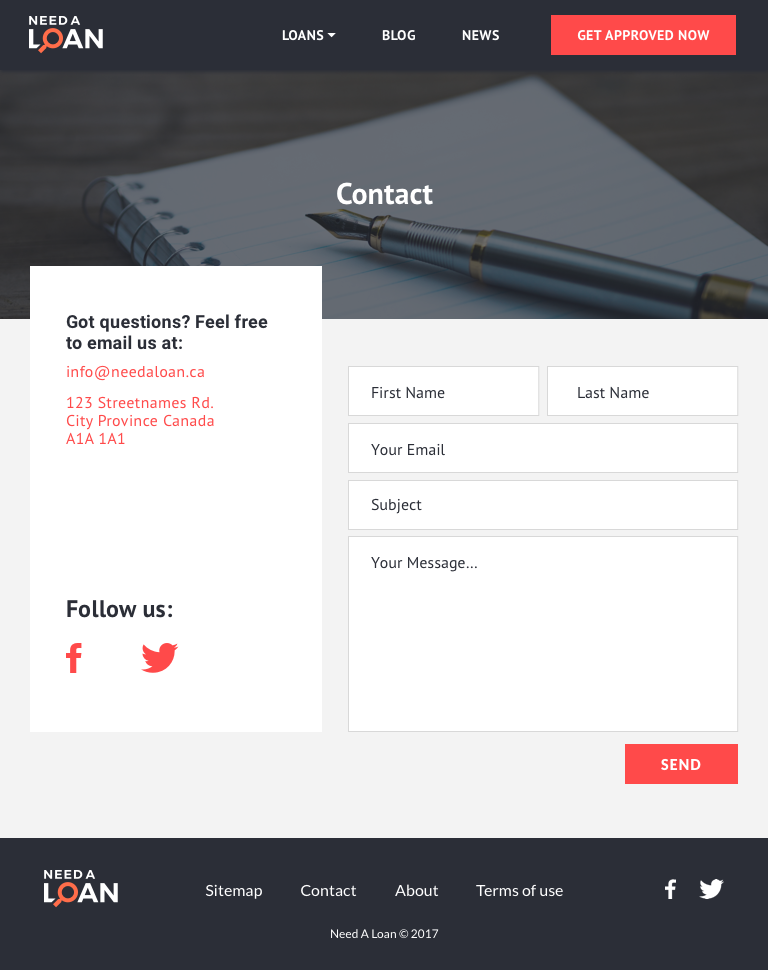 NEED A
LOAN
LOANS
BLOG
NEWS
GET APPROVED NOW
Contact
Got questions? Feel free
to email us at:
info@needaloan.ca
123 Streetnames Rd.
City Province Canada
A1A 1A1
Follow us:
First Name
Last Name
Your Email
Subject
Your Message...
SEND
NEED A
LOAN
Sitemap
Contact
About
Terms of use
Need A Loan © 2017